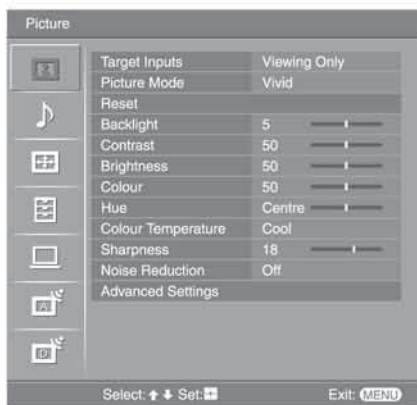 Picture
Target Inputs Viewing Only
Picture Mode Vivid
Reset
Backlight 5
Contrast 50
Brightness 50
Colour 50
Hue Centre
Colour Temperature Cool
Sharpness 18
Noise Reduction Off
Advanced Settings
A
D
Select: Set: Exit: MENU